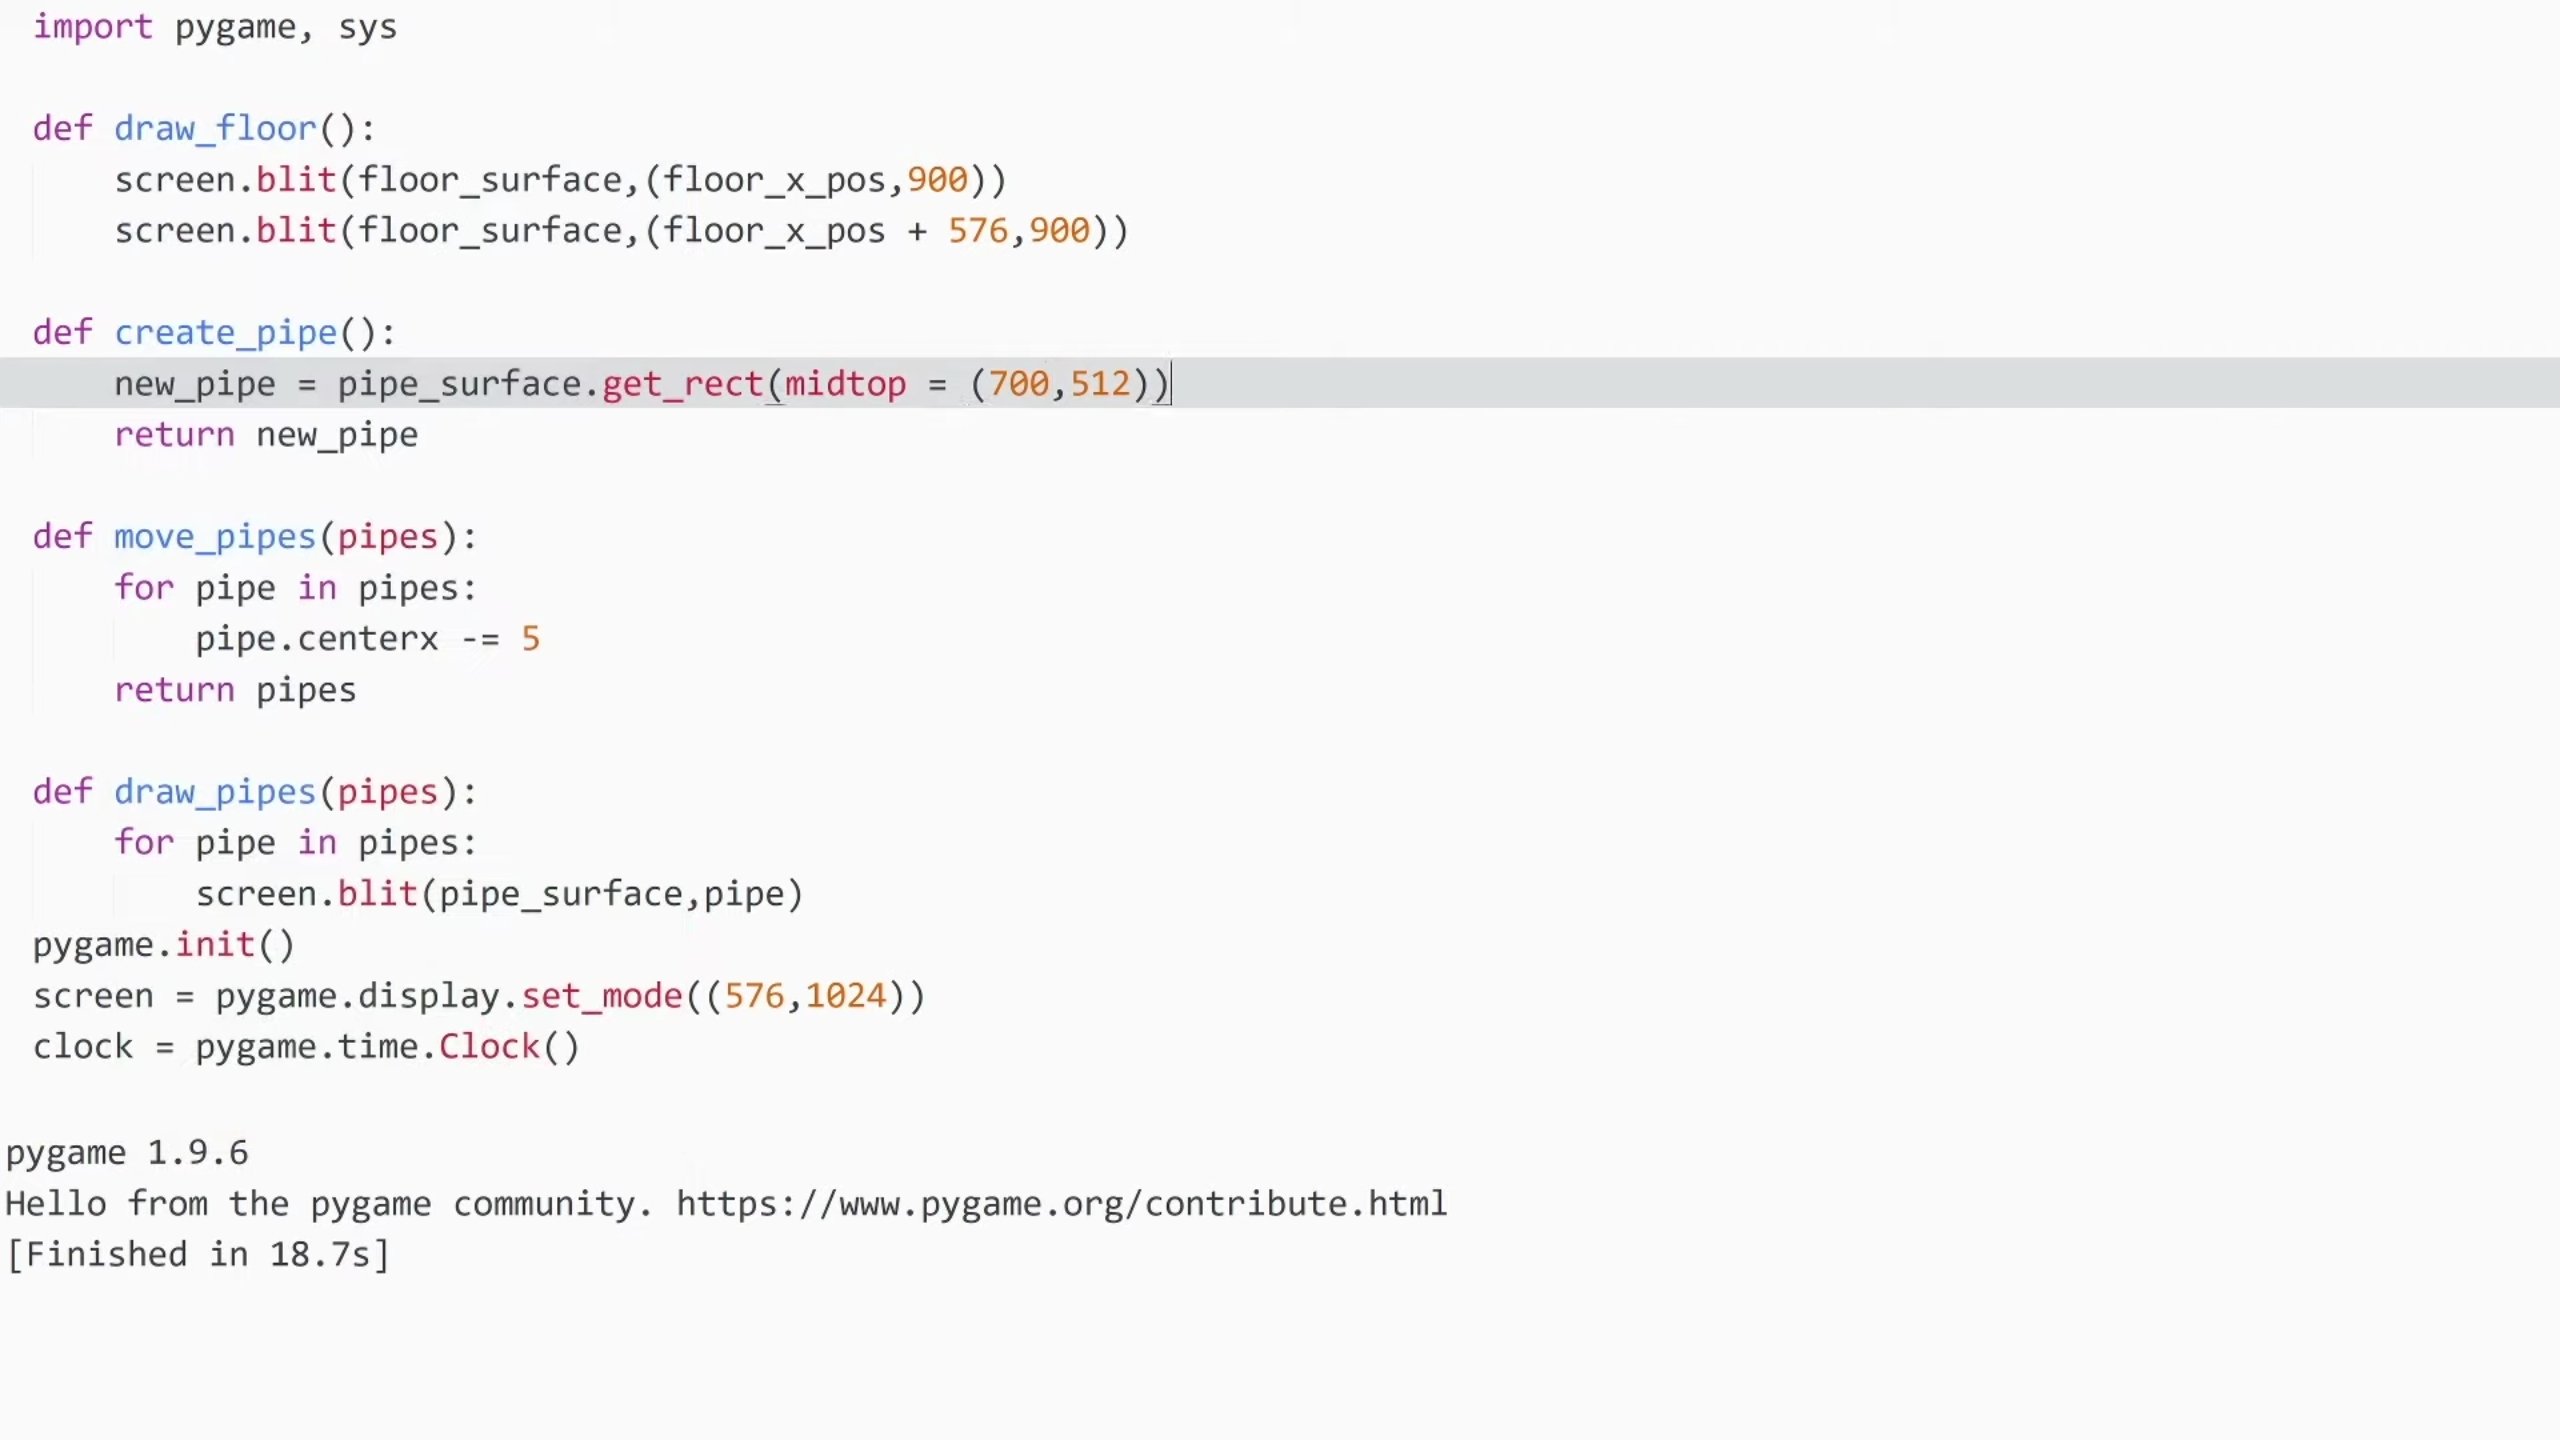 import pygame, sys
def draw_floor():
screen.blit(floor_surface,(floor_x_pos,900))
screen.blit(floor_surface,(floor_x_pos + 576,900))
def create_pipe():
new_pipe = pipe_surface.get_rect(midtop = (700,512))
return new_pipe
def move_pipes(pipes):
for pipe in pipes:
pipe.centerx -= 5
return pipes
def draw_pipes(pipes):
for pipe in pipes:
screen.blit(pipe_surface,pipe)
pygame.init()
screen = pygame.display.set_mode((576,1024))
clock = pygame.time.Clock()
pygame 1.9.6
Hello from the pygame community. https://www.pygame.org/contribute.html
[Finished in 18.7s]